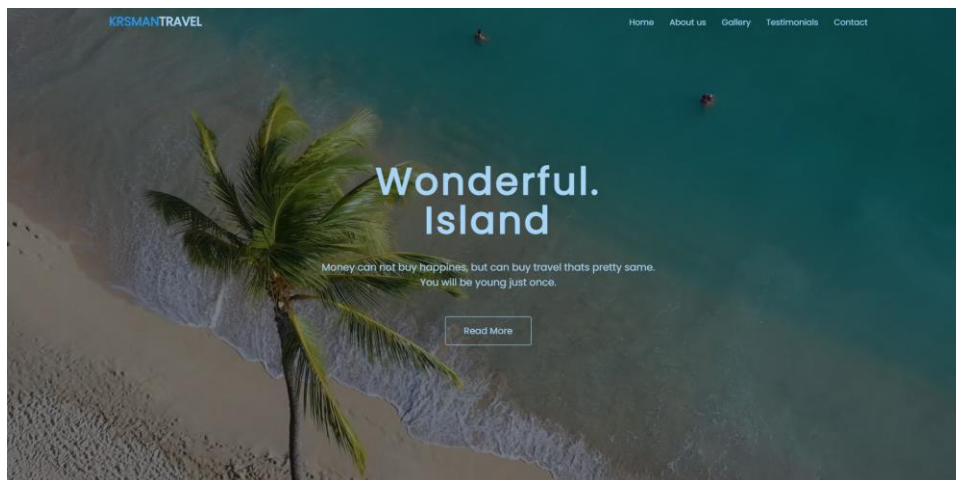 KRSMANTRAVEL
Home About us Gallery Testimonials Contact
Wonderful.
Island
Money can not buy happines, but can buy travel thats pretty same.
You will be young just once.
Read More